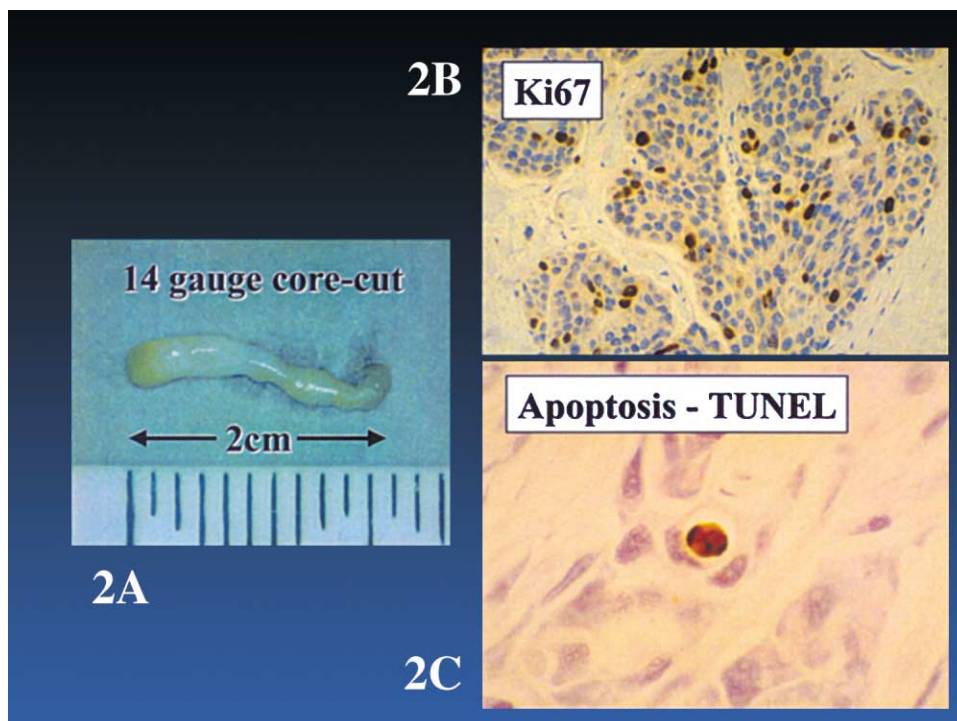 2B
Ki67
14 gauge core-cut
2cm
Apoptosis - TUNEL
2A
2C